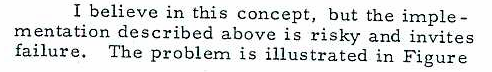 I believe in this concept, but the imple-
mentation described above is risky and invites
failure. The problem is illustrated in Figure